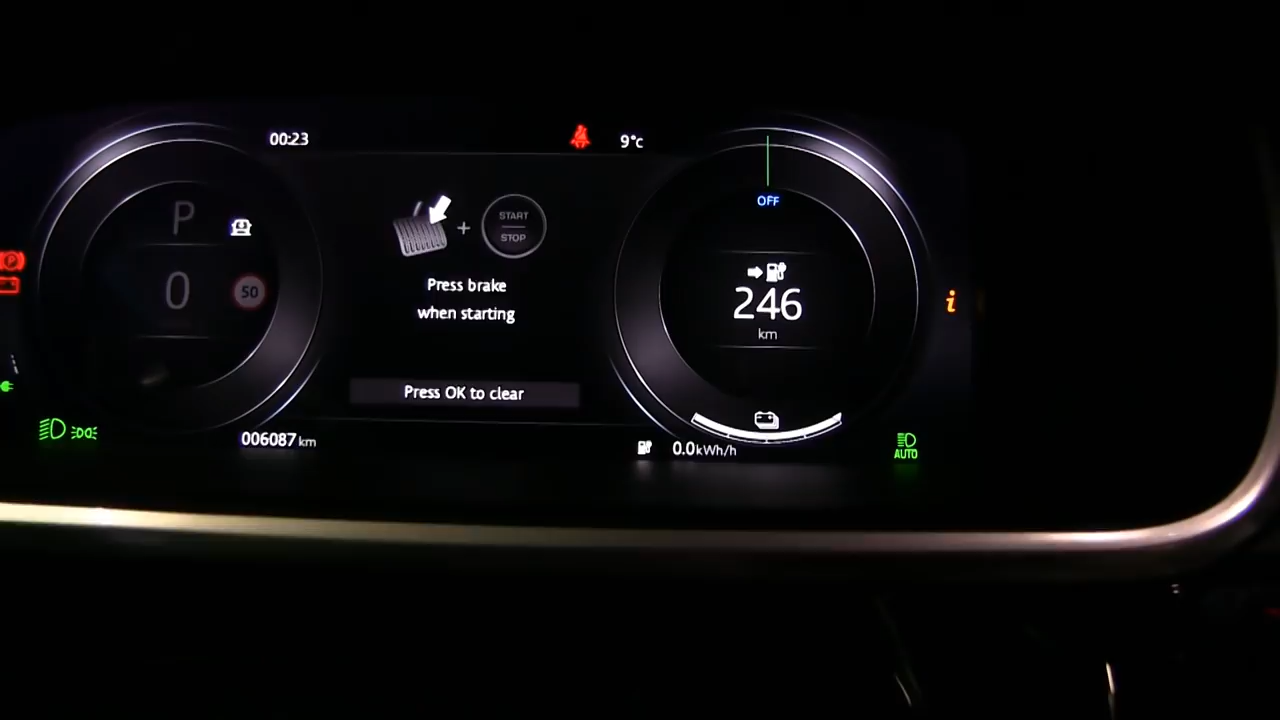 00:23
9°c
P
START
STOP
+
OFF
P
0
50
Press brake
when starting
246
km
i
Press OK to clear
006087 km
0.0 kWh/h
AUTO